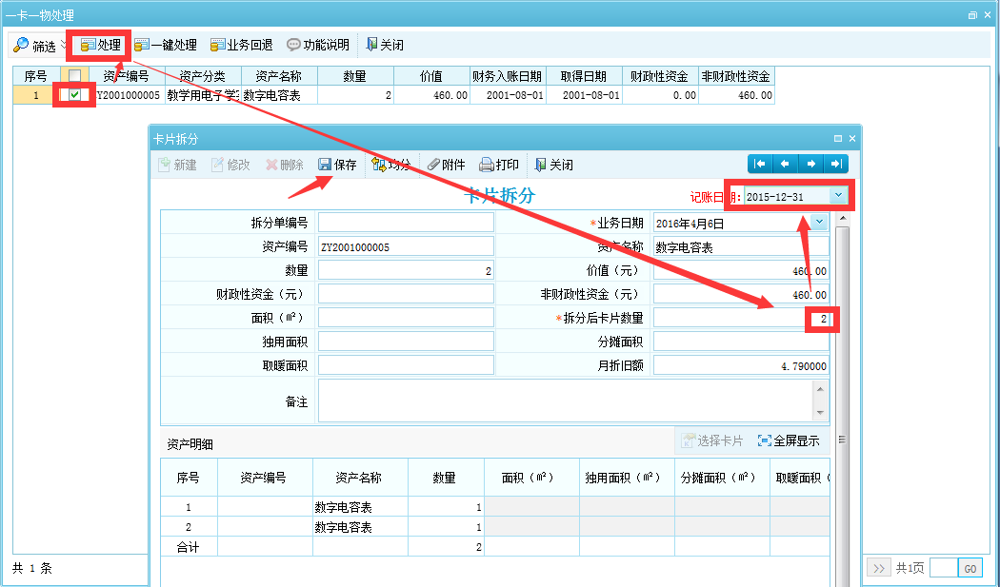 一卡一物处理
筛选 处理 一键处理 业务回退 功能说明 关闭
序号 资产编号 资产分类 资产名称 数量 价值 财务入账日期 取得日期 财政性资金 非财政性资金
1 ZY2001000005 教学用电子学 数字电容表 2 460.00 2001-08-01 2001-08-01 0.00 460.00
卡片拆分
新建 修改 删除 保存 均分 附件 打印 关闭
卡片拆分
记账日期: 2015-12-31
拆分单编号 *业务日期 2016年4月6日
资产编号 ZY2001000005 资产名称 数字电容表
数量 2 价值（元） 460.00
财政性资金（元） 非财政性资金（元） 460.00
面积（㎡） *拆分后卡片数量 2
独用面积 分摊面积
取暖面积 月折旧额 4.790000
备注
资产明细 选择卡片 全屏显示
序号 资产编号 资产名称 数量 面积（㎡） 独用面积（㎡） 分摊面积（㎡） 取暖面积（
1 数字电容表 1
2 数字电容表 1
合计 2
共 1 条 >> 共1页 GO